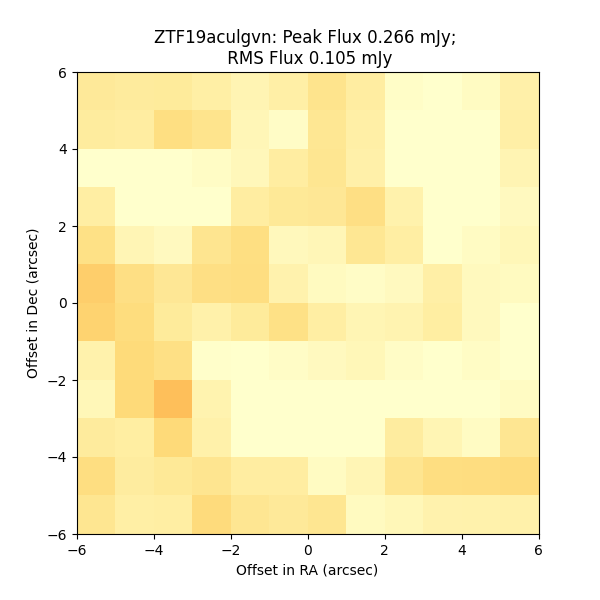 ZTF19aculgvn: Peak Flux 0.266 mJy;
RMS Flux 0.105 mJy
6
4
2
0
−2
−4
−6
Offset in Dec (arcsec)
−6 −4 −2 0 2 4 6
Offset in RA (arcsec)